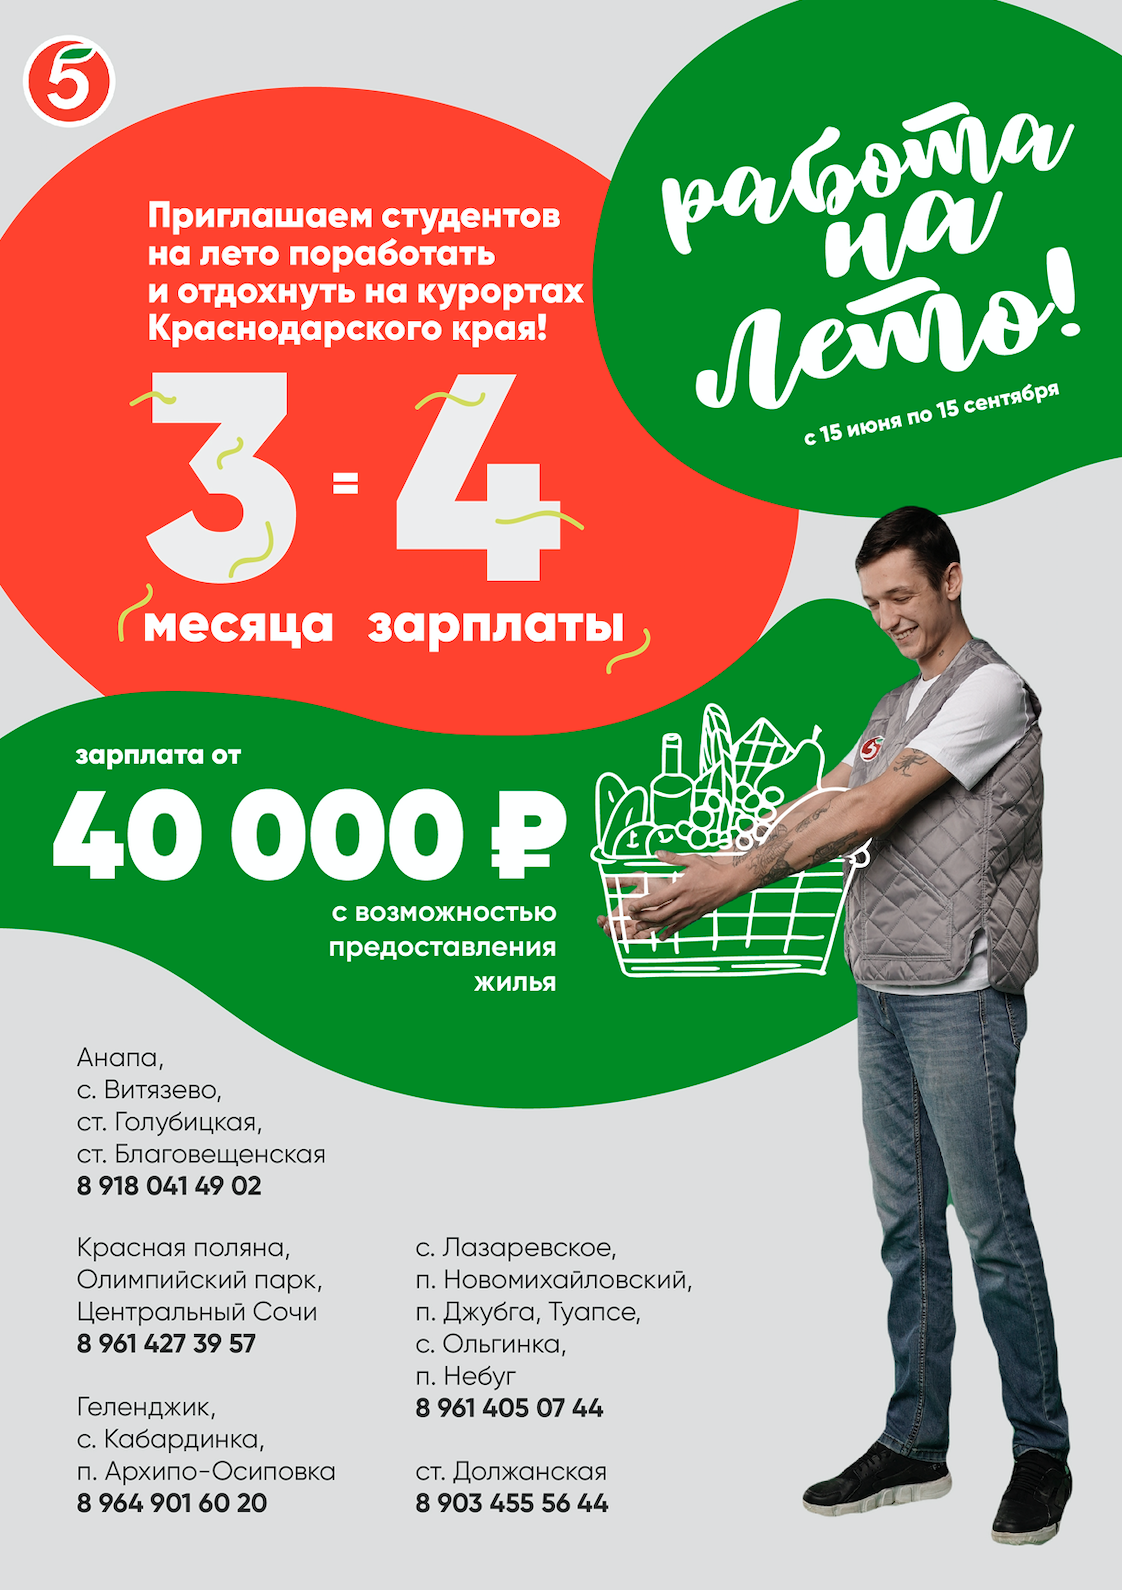 5
работа
на
лето!
с 15 июня по 15 сентября
Приглашаем студентов
на лето поработать
и отдохнуть на курортах
Краснодарского края!
3 = 4
месяца зарплаты
зарплата от
40 000 ₽
с возможностью
предоставления
жилья
5
Анапа,
с. Витязево,
ст. Голубицкая,
ст. Благовещенская
8 918 041 49 02
Красная поляна,
Олимпийский парк,
Центральный Сочи
8 961 427 39 57
Геленджик,
с. Кабардинка,
п. Архипо-Осиповка
8 964 901 60 20
с. Лазаревское,
п. Новомихайловский,
п. Джубга, Туапсе,
с. Ольгинка,
п. Небуг
8 961 405 07 44
ст. Должанская
8 903 455 56 44